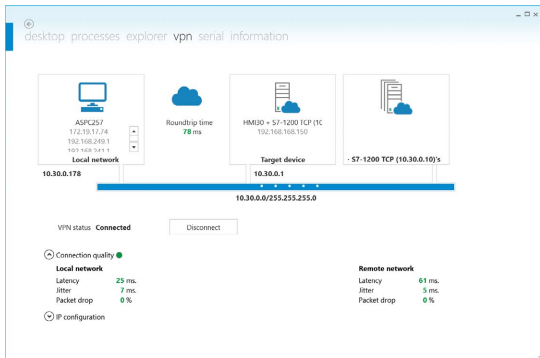 desktop processes explorer vpn serial information
ASPC257
172.19.17.74
192.168.249.1
192.168.241.1
Local network
Roundtrip time
78 ms
HMI30 + S7-1200 TCP (1C
192.168.168.150
Target device
- S7-1200 TCP (10.30.0.10)'s
10.30.0.178
10.30.0.1
10.30.0.0/255.255.255.0
VPN status Connected
Disconnect
Connection quality
Local network
Latency 25 ms.
Jitter 7 ms.
Packet drop 0 %
Remote network
Latency 61 ms.
Jitter 5 ms.
Packet drop 0 %
IP configuration